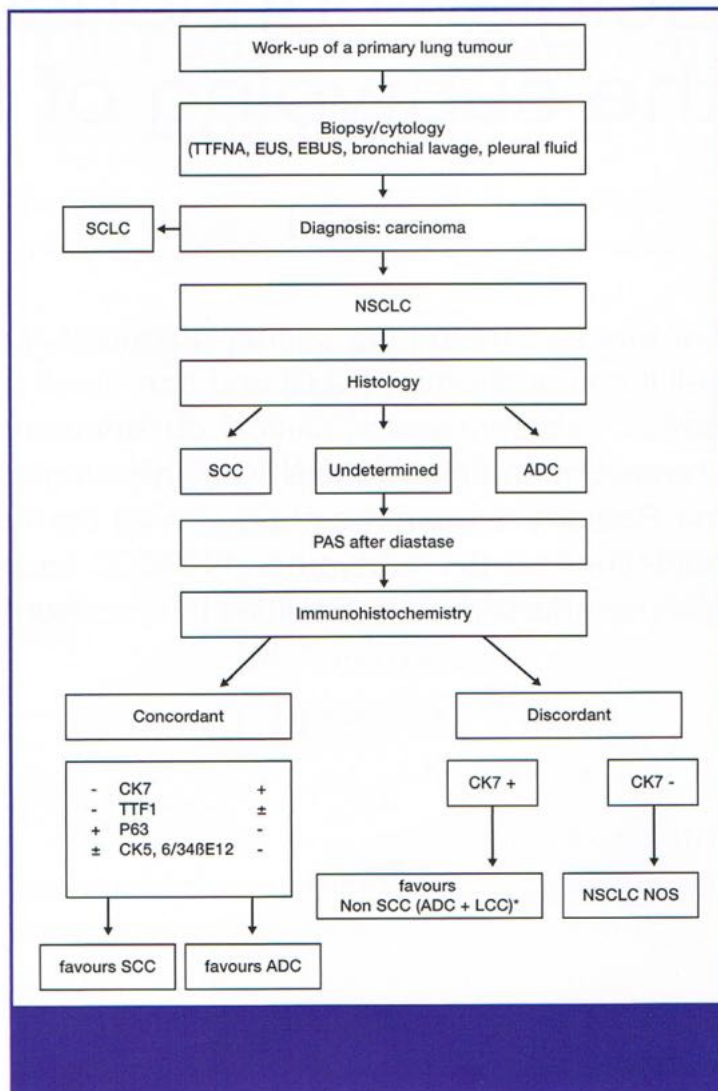 Work-up of a primary lung tumour
Biopsy/cytology
(TTFNA, EUS, EBUS, bronchial lavage, pleural fluid
SCLC
Diagnosis: carcinoma
NSCLC
Histology
SCC
Undetermined
ADC
PAS after diastase
Immunohistochemistry
Concordant
Discordant
- CK7 +
- TTF1 ±
+ P63 -
± CK5, 6/34ßE12 -
CK7 +
CK7 -
favours
Non SCC (ADC + LCC)*
NSCLC NOS
favours SCC
favours ADC